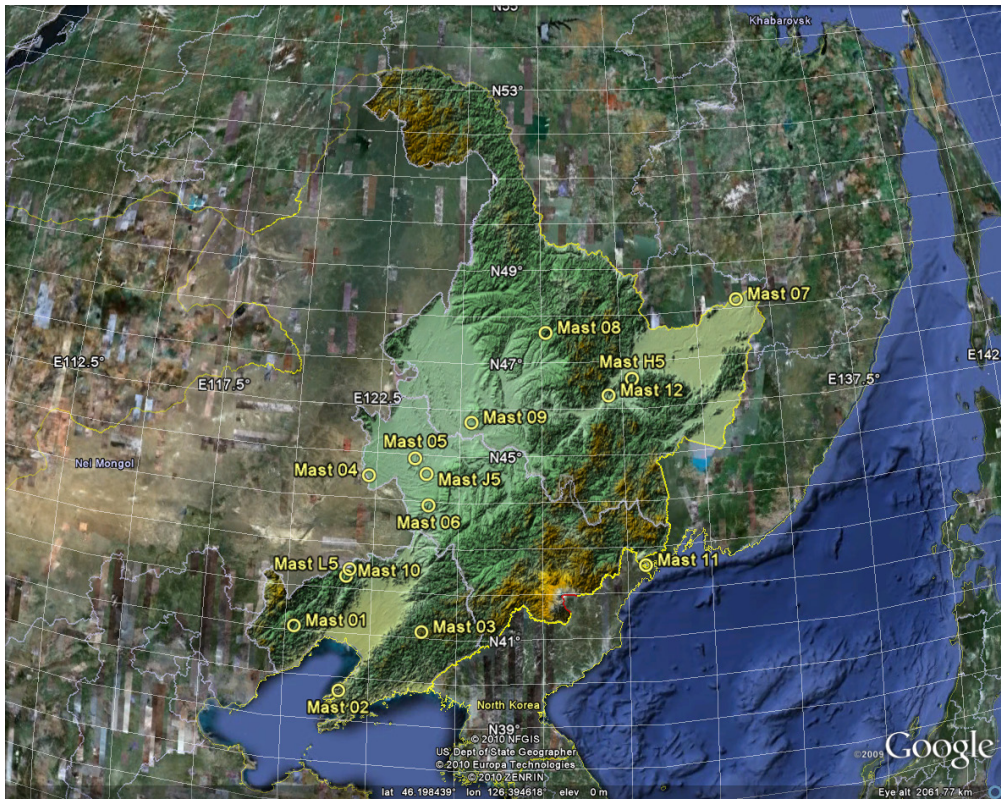 N55°
Khabarovsk
N53°
N49°
Mast 07
Mast 08
E112.5°
N47°
Mast H5
E142.
E117.5°
E137.5°
Mast 12
E122.5
Mast 09
Mast 05
Nei Mongol
N45°
Mast 04
Mast J5
Mast 06
Mast L5
Mast 10
Mast 11
Mast 01
Mast 03
N41°
Mast 02
North Korea
N39°
© 2010 NFGIS
US Dept of State Geographer
© 2010 Europa Technologies
© 2010 ZENRIN
©2009 Google
lat 46.198439° lon 126.394618° elev 0 m
Eye alt 2061.77 km